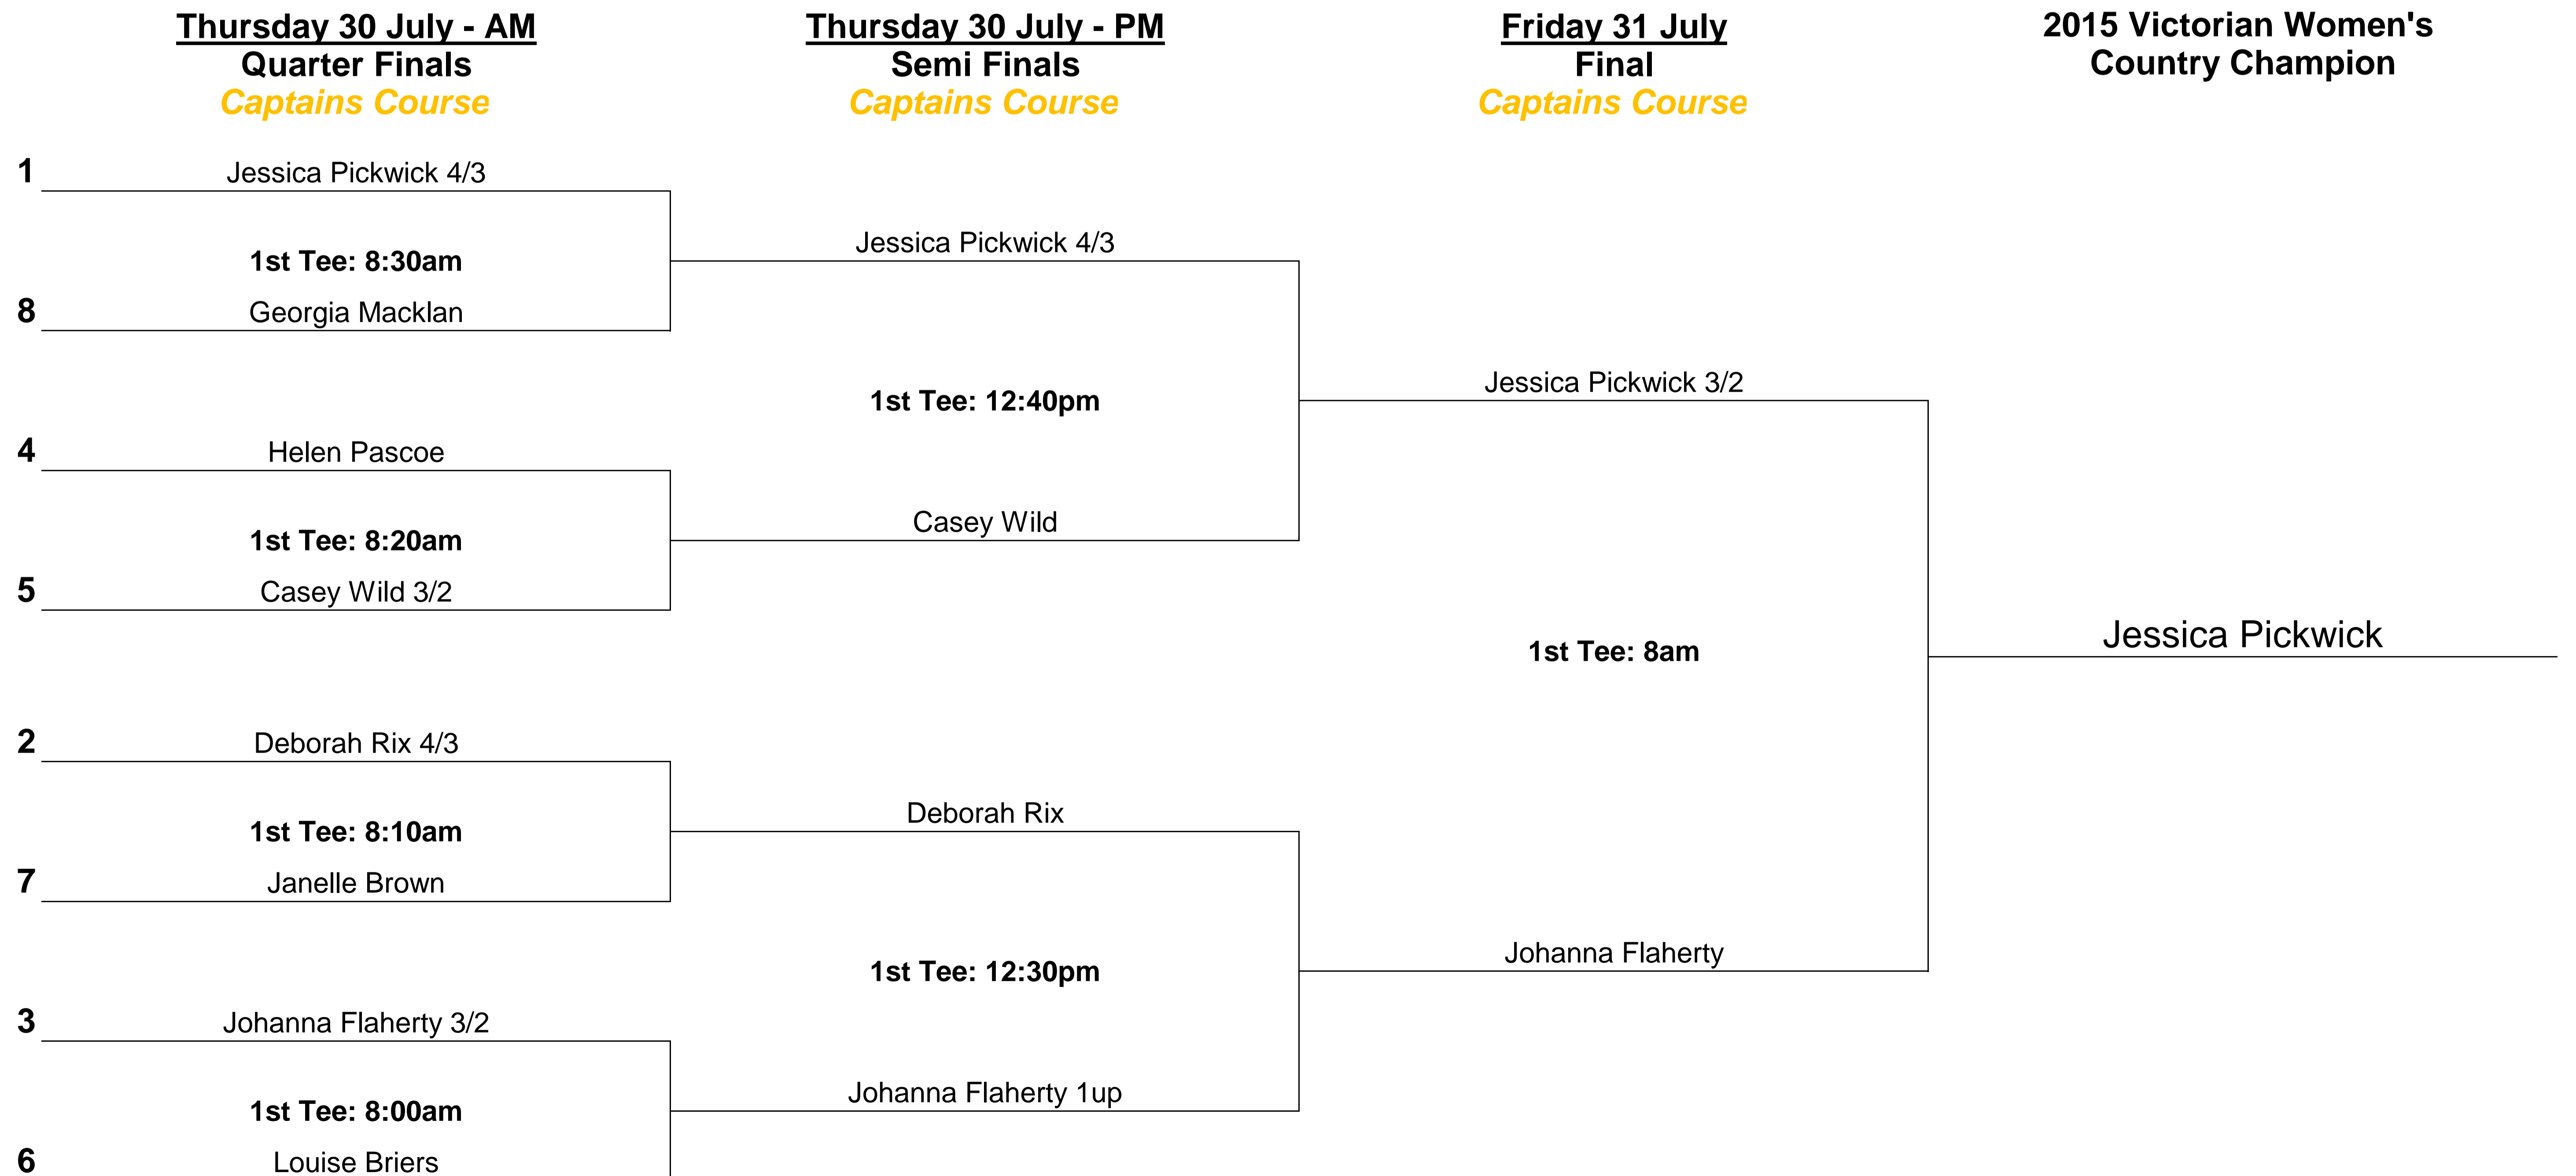 Thursday 30 July - AM
Quarter Finals
Captains Course
Thursday 30 July - PM
Semi Finals
Captains Course
Friday 31 July
Final
Captains Course
2015 Victorian Women's
Country Champion
1 Jessica Pickwick 4/3
1st Tee: 8:30am
8 Georgia Macklan
4 Helen Pascoe
1st Tee: 8:20am
5 Casey Wild 3/2
2 Deborah Rix 4/3
1st Tee: 8:10am
7 Janelle Brown
3 Johanna Flaherty 3/2
1st Tee: 8:00am
6 Louise Briers
Jessica Pickwick 4/3
1st Tee: 12:40pm
Casey Wild
Deborah Rix
1st Tee: 12:30pm
Johanna Flaherty 1up
Jessica Pickwick 3/2
1st Tee: 8am
Johanna Flaherty
Jessica Pickwick